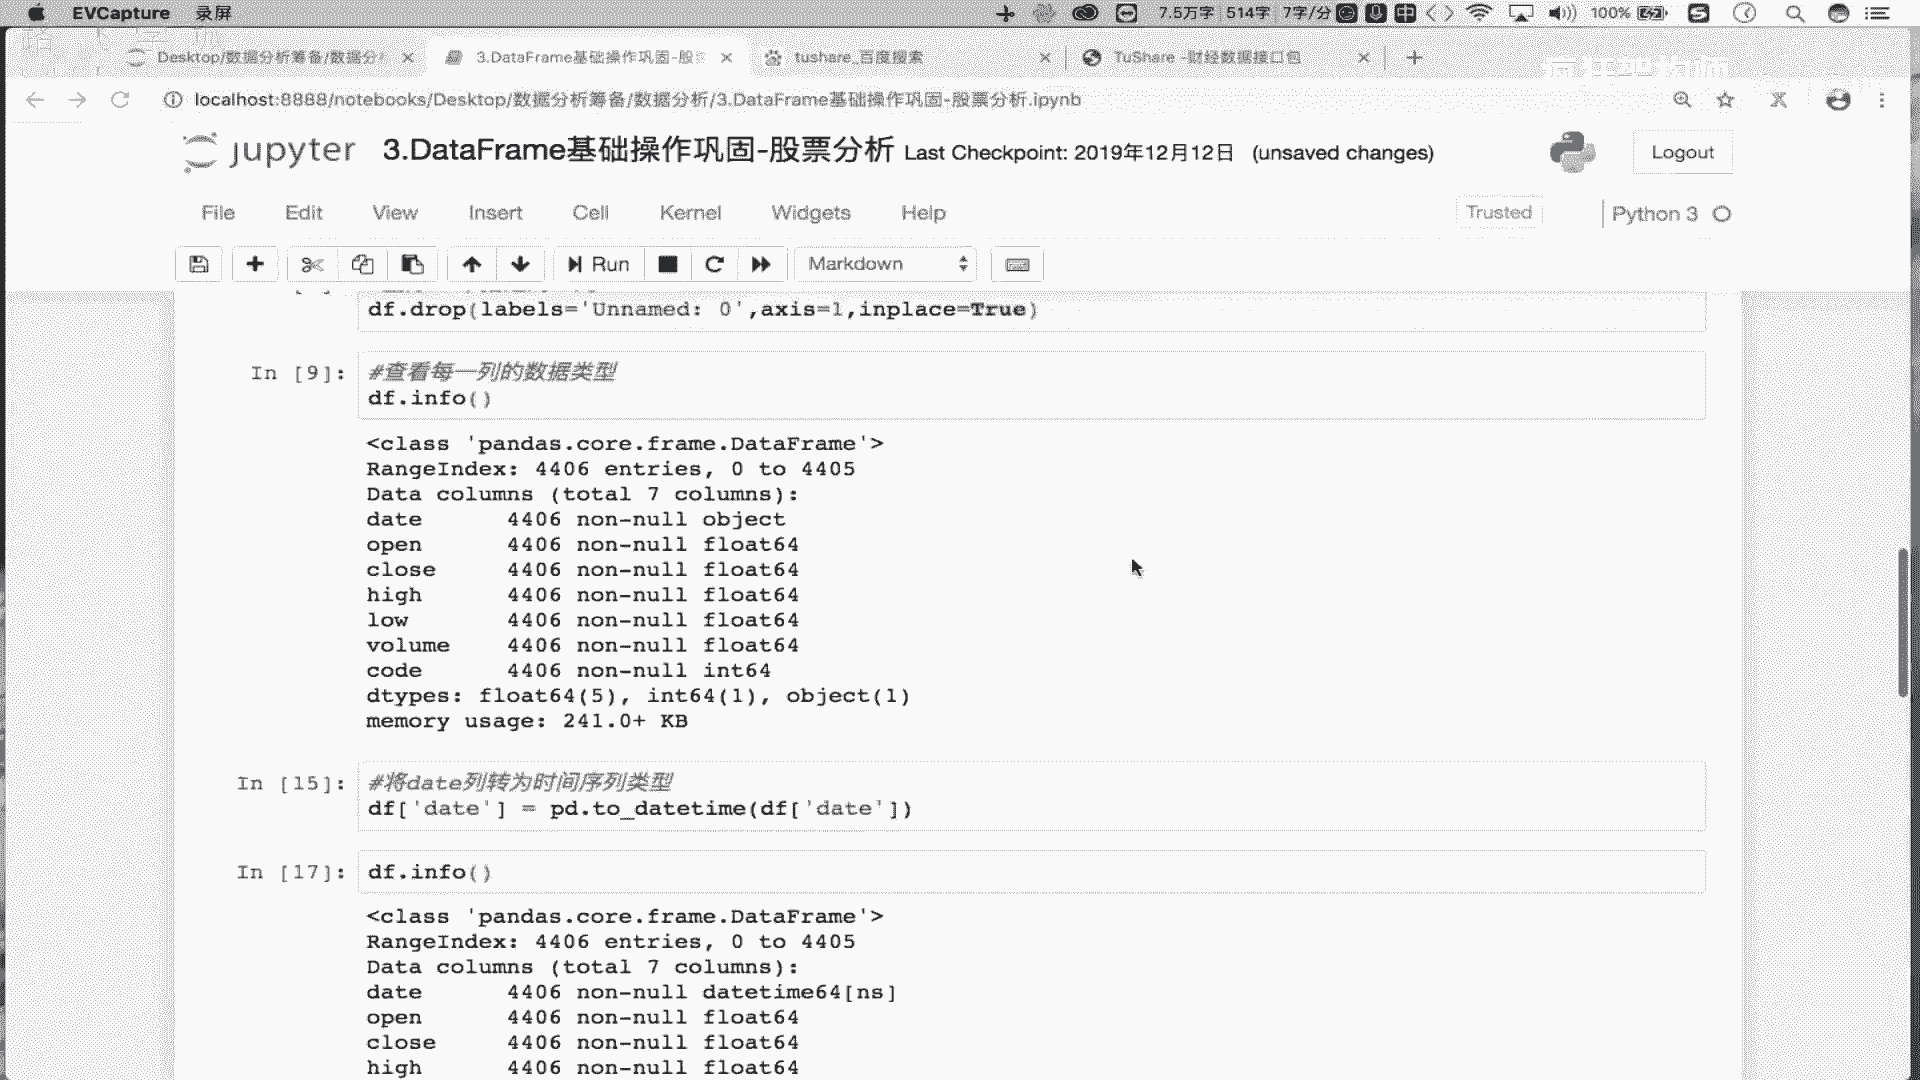 EVCapture 录屏 7.5万字 514字 7字/分 中 100%
Desktop/数据分析筹备/数据分析 3.DataFrame基础操作巩固-股票 tushare_百度搜索 TuShare -财经数据接口包
localhost:8888/notebooks/Desktop/数据分析筹备/数据分析/3.DataFrame基础操作巩固-股票分析.ipynb
jupyter 3.DataFrame基础操作巩固-股票分析 Last Checkpoint: 2019年12月12日 (unsaved changes) Logout
File Edit View Insert Cell Kernel Widgets Help Trusted Python 3
Run Markdown
df.drop(labels='Unnamed: 0',axis=1,inplace=True)
In [9]: #查看每一列的数据类型
df.info()
<class 'pandas.core.frame.DataFrame'>
RangeIndex: 4406 entries, 0 to 4405
Data columns (total 7 columns):
date 4406 non-null object
open 4406 non-null float64
close 4406 non-null float64
high 4406 non-null float64
low 4406 non-null float64
volume 4406 non-null float64
code 4406 non-null int64
dtypes: float64(5), int64(1), object(1)
memory usage: 241.0+ KB
In [15]: #将date列转为时间序列类型
df['date'] = pd.to_datetime(df['date'])
In [17]: df.info()
<class 'pandas.core.frame.DataFrame'>
RangeIndex: 4406 entries, 0 to 4405
Data columns (total 7 columns):
date 4406 non-null datetime64[ns]
open 4406 non-null float64
close 4406 non-null float64
high 4406 non-null float64